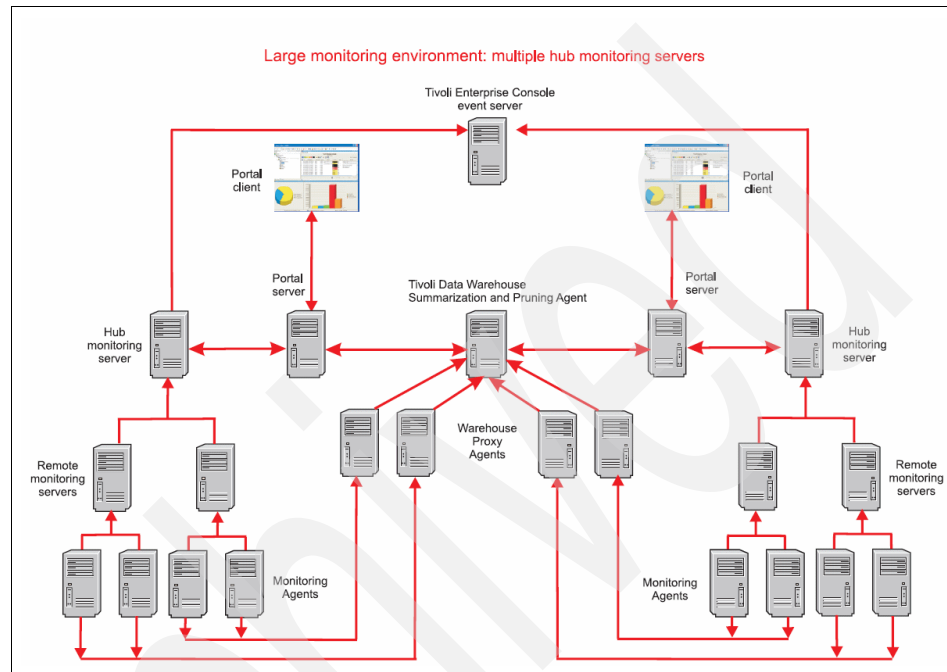 Large monitoring environment: multiple hub monitoring servers
Tivoli Enterprise Console
event server
Portal
client
Portal
client
Portal
server
Tivoli Data Warehouse
Summarization and Pruning Agent
Portal
server
Hub
monitoring
server
Hub
monitoring
server
Warehouse
Proxy
Agents
Remote
monitoring
servers
Remote
monitoring
servers
Monitoring
Agents
Monitoring
Agents